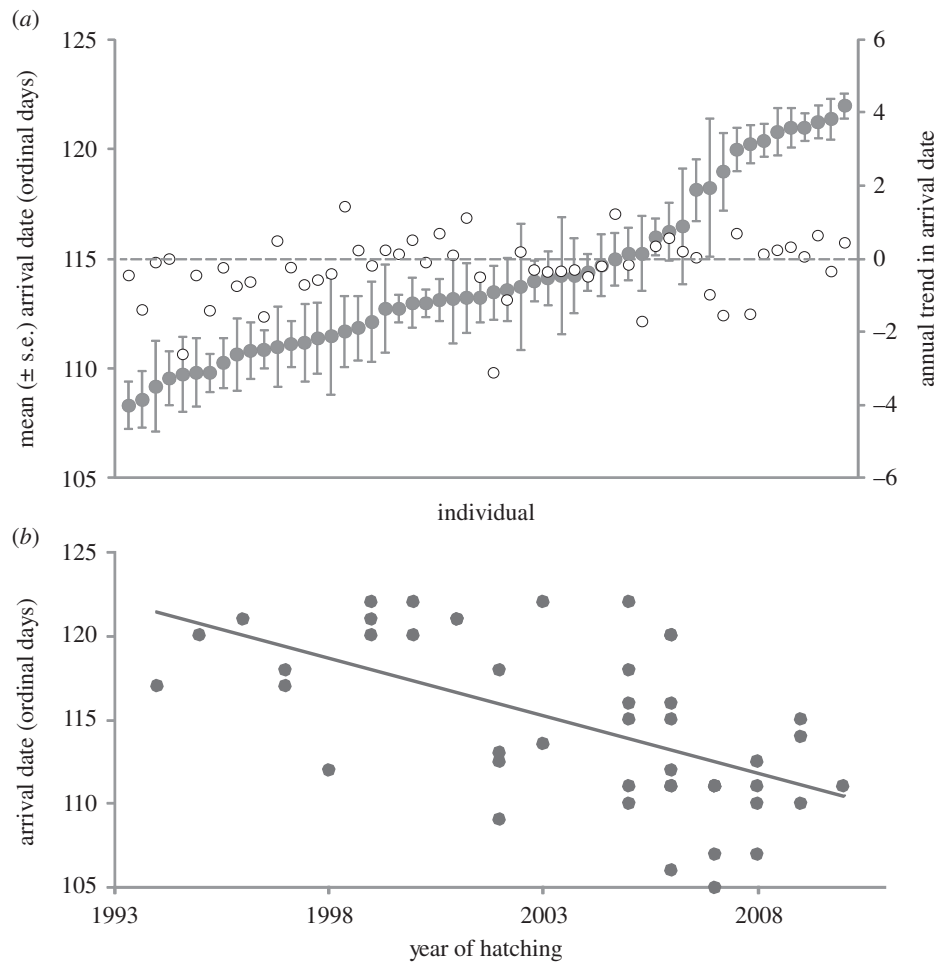 (a)
125
120
115
110
105
mean (± s.e.) arrival date (ordinal days)
6
4
2
0
–2
–4
–6
annual trend in arrival date
individual
(b)
125
120
115
110
105
arrival date (ordinal days)
1993 1998 2003 2008
year of hatching